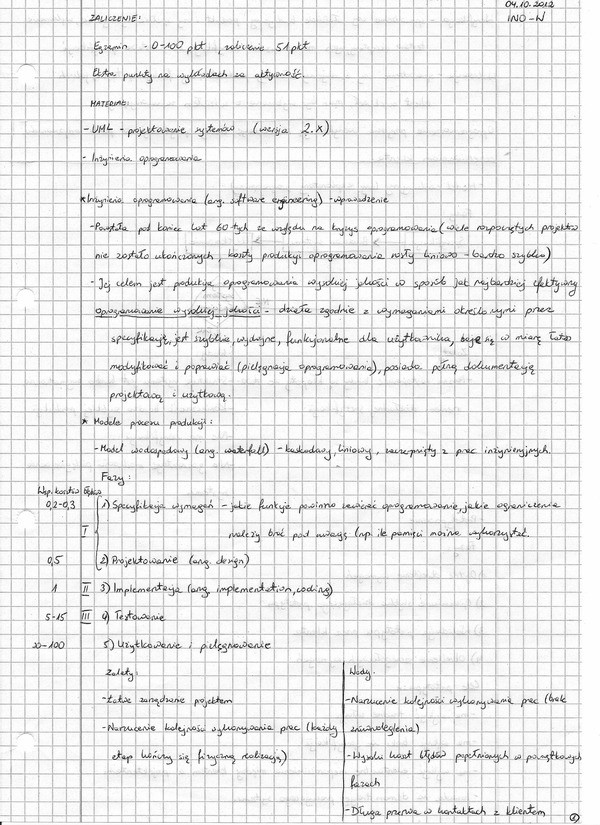 04.10.2012
INO-W
ZALICZENIE:
Egzamin - 0-100 pkt, zaliczenie 51 pkt
Ekstra punkty na wykładach za aktywność.
MATERIAŁ:
- UML - projektowanie systemów (wersja 2.x)
- Inżynieria oprogramowania
* Inżynieria oprogramowania (ang. software engineering) - wprowadzenie
- Powstała pod koniec lat 60-tych ze względu na kryzys oprogramowania (wiele rozpoczętych projektów
nie zostało ukończonych, koszty produkcji oprogramowania rosły liniowo - bardzo szybko)
- Jej celem jest produkcja oprogramowania wysokiej jakości w sposób jak najbardziej efektywny
oprogramowanie wysokiej jakości - działa zgodnie z wymaganiami określonymi przez
specyfikację, jest szybkie, wydajne, funkcjonalne dla użytkownika, daje się w miarę łatwo
modyfikować i poprawiać (pielęgnacja oprogramowania), posiada pełną dokumentację
projektową i użytkową.
* Modele procesu produkcji:
- Model wodospadowy (ang. waterfall) - kaskadowy, liniowy, zaczerpnięty z prac inżynieryjnych.
Fazy:
Wsp. kosztów błędów
0,2-0,3 1) Specyfikacja wymagań - jakie funkcje powinno zawierać oprogramowanie, jakie ograniczenia
I należy brać pod uwagę (np. ile pamięci można wykorzystać.
0,5 2) Projektowanie (ang. design)
1 II 3) Implementacja (ang. implementation, coding)
5-15 III 4) Testowanie
-100 5) Użytkowanie i pielęgnowanie
Zalety:
- Łatwe zarządzanie projektem
- Narzucenie kolejności wykonywania prac (każdy
etap kończy się fizyczną realizacją)
Wady:
- Narzucenie kolejności wykonywania prac (brak
zrównoleglenia)
- Wysoki koszt błędów popełnionych w początkowych
fazach
- Długa przerwa w kontaktach z klientem
1